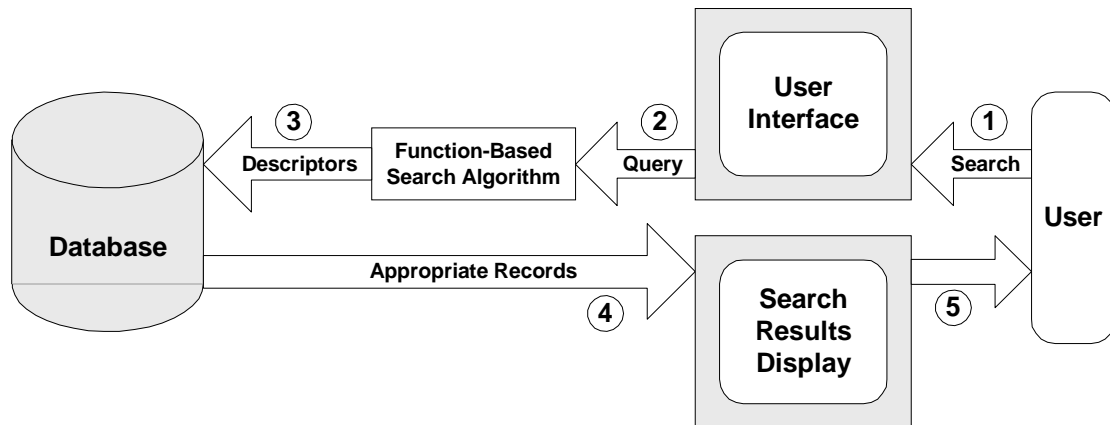 User
Interface
1
Search
2
Query
3
Descriptors
Function-Based
Search Algorithm
Database
User
Appropriate Records
4
Search
Results
Display
5